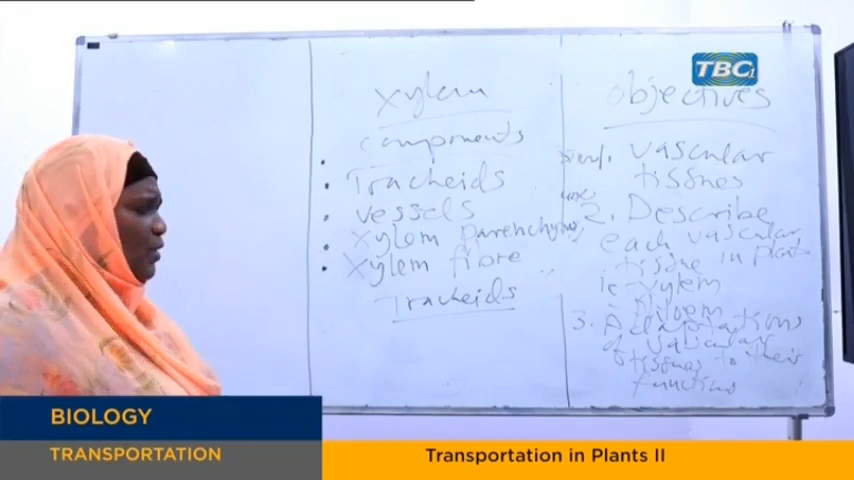 TBC1
Xylem
components
Tracheids
vessels
Xylem parenchyma
Xylem fibre
Tracheids
Objectives
vascular
tissues
2. Describe
each vascular
tissue in plant
ie xylem
3. Adaptations
of vascular
tissues to their
functions
BIOLOGY
TRANSPORTATION
Transportation in Plants II